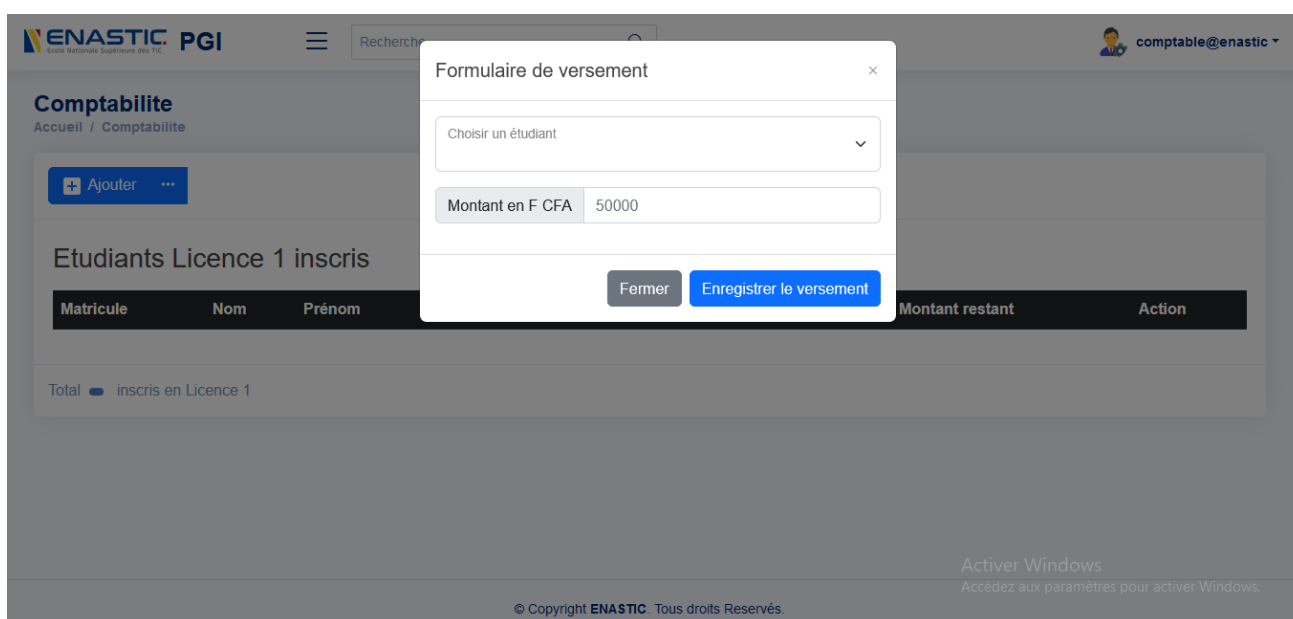 ENASTIC. PGI
Ecole Nationale Supérieure des TIC
Recherche
comptable@enastic
Formulaire de versement
×
Comptabilite
Accueil / Comptabilite
Choisir un étudiant
Ajouter ...
Montant en F CFA 50000
Etudiants Licence 1 inscris
Fermer Enregistrer le versement
Matricule Nom Prénom Montant restant Action
Total inscris en Licence 1
Activer Windows
Accédez aux paramètres pour activer Windows.
© Copyright ENASTIC. Tous droits Reservés.